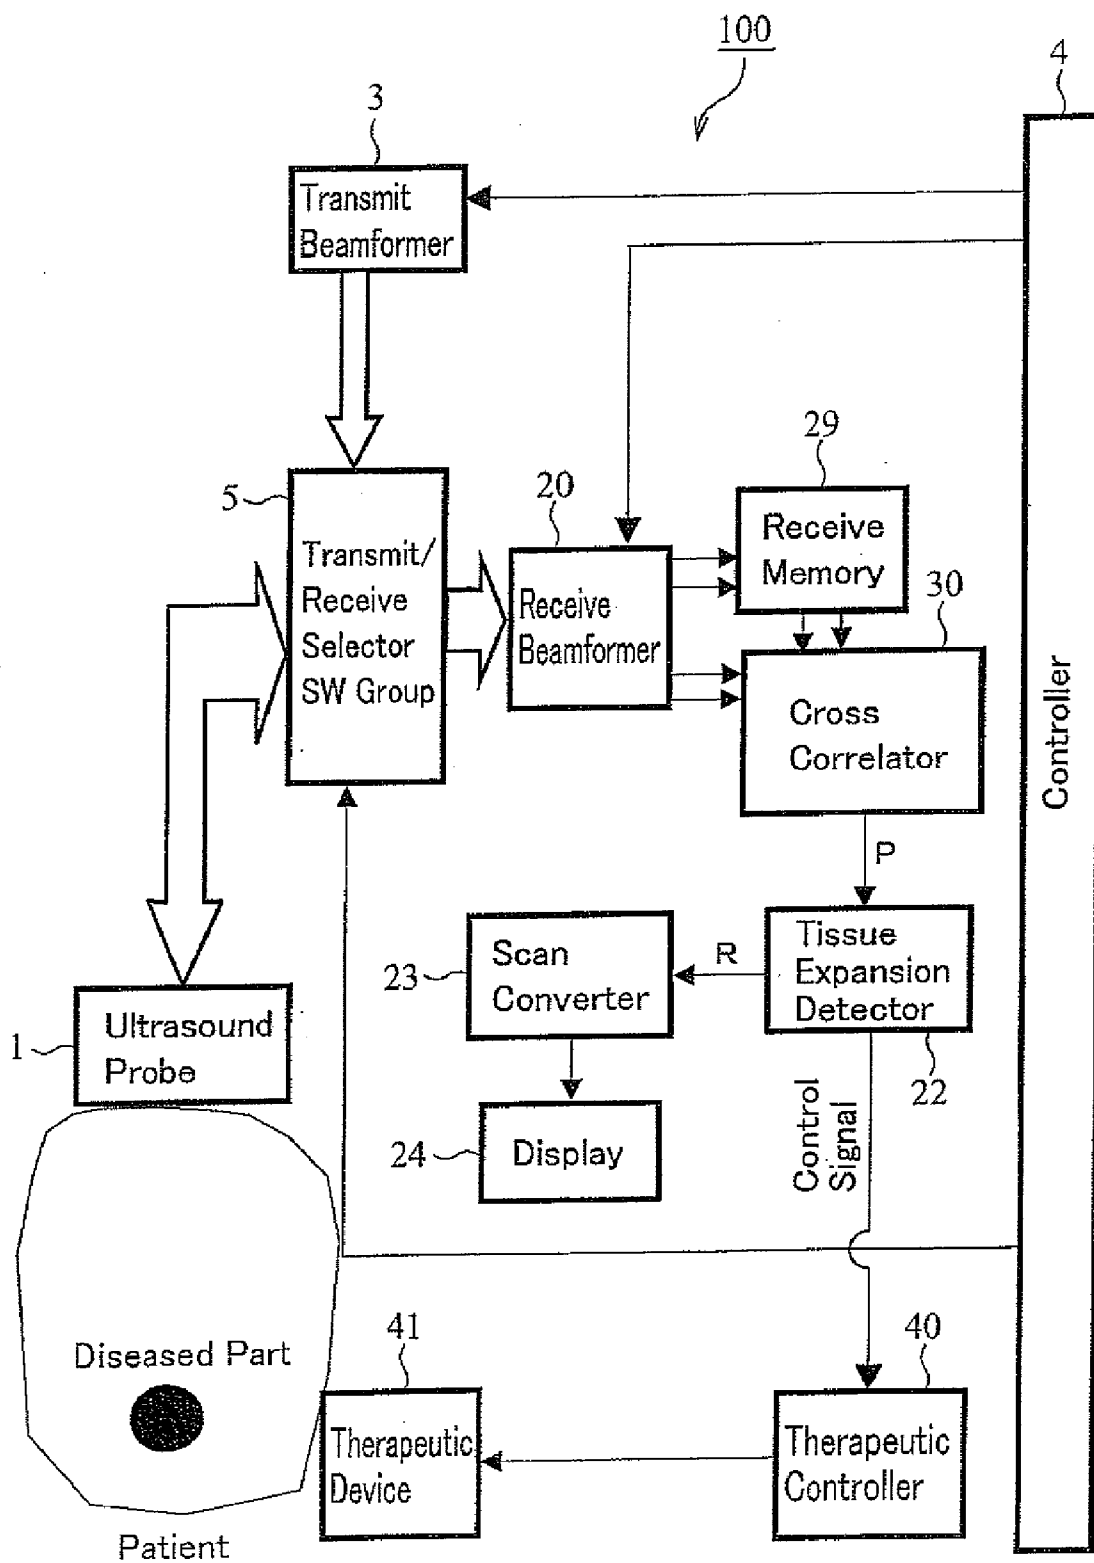 100
4
3
Transmit
Beamformer
29
Receive
Memory
5
Transmit/
Receive
Selector
SW Group
20
Receive
Beamformer
30
Cross
Correlator
Controller
P
Tissue
Expansion
Detector
22
R
23
Scan
Converter
1
Ultrasound
Probe
24
Display
Control
Signal
Diseased Part
41
Therapeutic
Device
40
Therapeutic
Controller
Patient